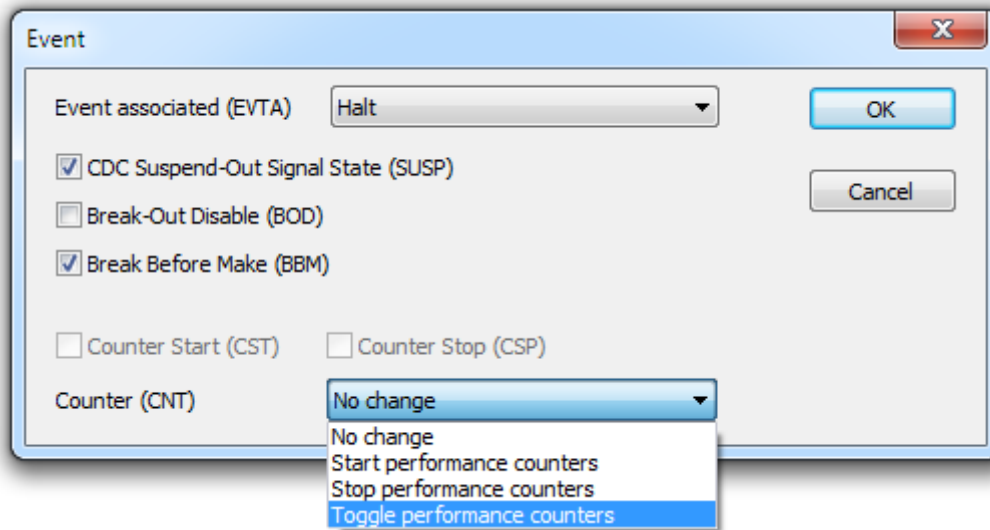 Event
Event associated (EVTA) Halt OK
CDC Suspend-Out Signal State (SUSP)
Cancel
Break-Out Disable (BOD)
Break Before Make (BBM)
Counter Start (CST) Counter Stop (CSP)
Counter (CNT) No change
No change
Start performance counters
Stop performance counters
Toggle performance counters